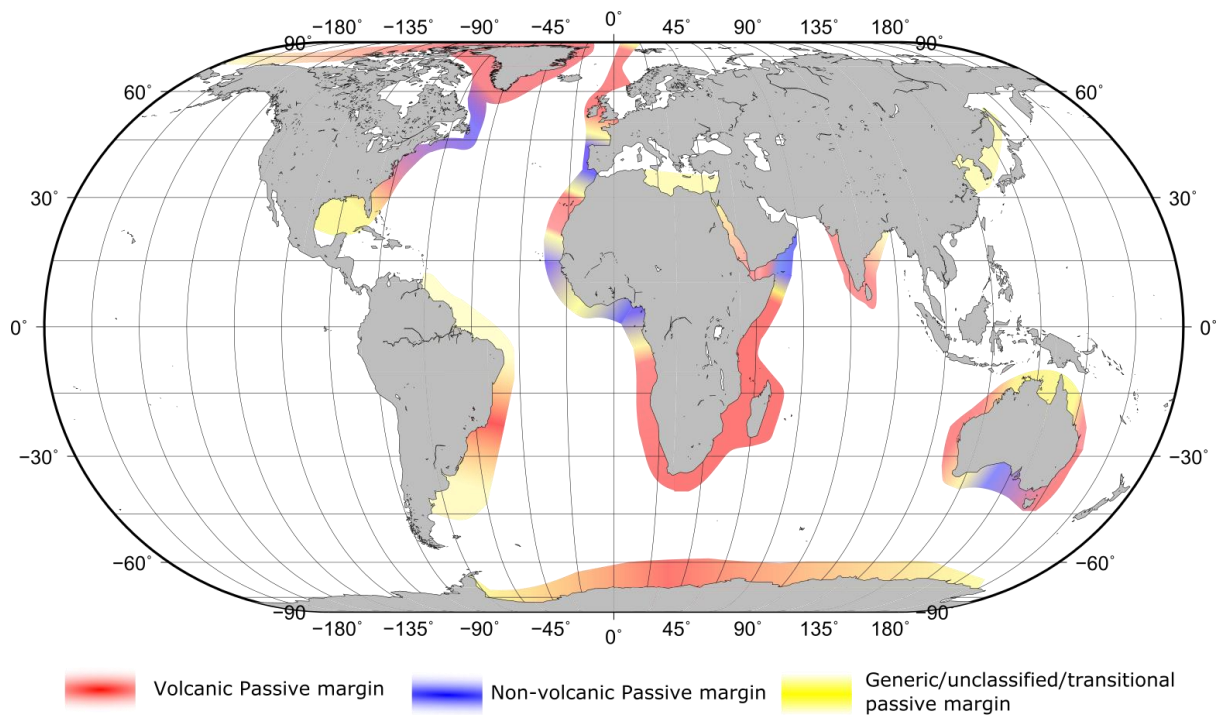 0°
−180 −135 −90 −45 45 90 135 180
90° 90°
60° 60°
30° 30°
0° 0°
−30° −30°
−60° −60°
−90 −90
−180 −135 −90 −45 45 90 135 180
0°
Volcanic Passive margin
Non-volcanic Passive margin
Generic/unclassified/transitional
passive margin